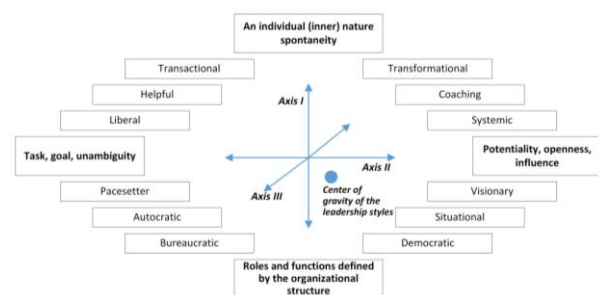 An individual (inner) nature
spontaneity
Transactional
Transformational
Helpful
Coaching
Axis I
Liberal
Systemic
Task, goal, unambiguity
Potentiality, openness,
influence
Axis II
Pacesetter
Axis III
Center of
gravity of the
leadership styles
Visionary
Autocratic
Situational
Bureaucratic
Democratic
Roles and functions defined
by the organizational
structure